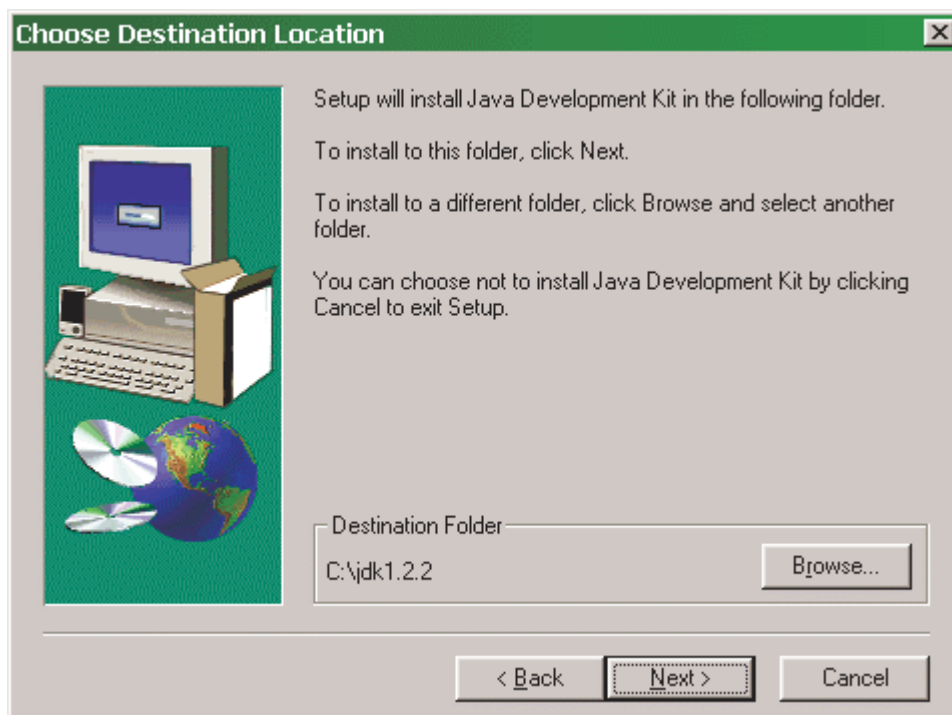 Choose Destination Location
Setup will install Java Development Kit in the following folder.
To install to this folder, click Next.
To install to a different folder, click Browse and select another
folder.
You can choose not to install Java Development Kit by clicking
Cancel to exit Setup.
Destination Folder
C:\jdk1.2.2
Browse...
< Back
Next >
Cancel